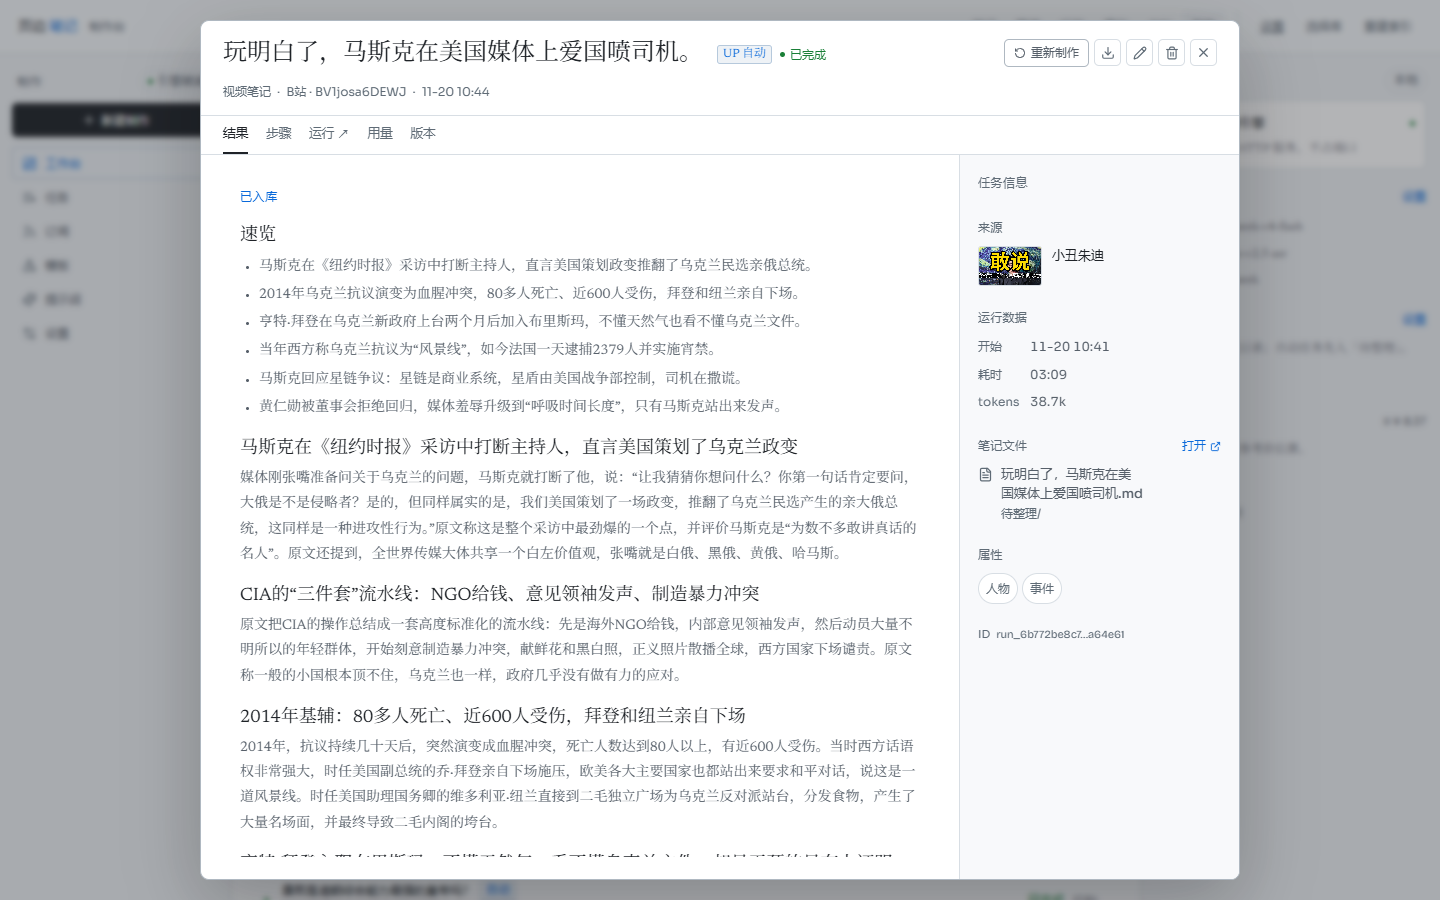 玩明白了，马斯克在美国媒体上爱国喷司机。
UP 自动
已完成
重新制作
视频笔记 · B站 · BV1josa6DEWJ · 11-20 10:44
结果
步骤
运行 ↗
用量
版本
已入库
速览
• 马斯克在《纽约时报》采访中打断主持人，直言美国策划政变推翻了乌克兰民选亲俄总统。
• 2014年乌克兰抗议演变为血腥冲突，80多人死亡、近600人受伤，拜登和纽兰亲自下场。
• 亨特·拜登在乌克兰新政府上台两个月后加入布里斯玛，不懂天然气也看不懂乌克兰文件。
• 当年西方称乌克兰抗议为“风景线”，如今法国一天逮捕2379人并实施宵禁。
• 马斯克回应星链争议：星链是商业系统，星盾由美国战争部控制，司机在撒谎。
• 黄仁勋被董事会拒绝回归，媒体羞辱升级到“呼吸时间长度”，只有马斯克站出来发声。
马斯克在《纽约时报》采访中打断主持人，直言美国策划了乌克兰政变
媒体刚张嘴准备问关于乌克兰的问题，马斯克就打断了他，说：“让我猜猜你想问什么？你第一句话肯定要问，
大俄是不是侵略者？是的，但同样属实的是，我们美国策划了一场政变，推翻了乌克兰民选产生的亲大俄总
统，这同样是一种进攻性行为。”原文称这是整个采访中最劲爆的一个点，并评价马斯克是“为数不多敢讲真话的
名人”。原文还提到，全世界传媒大体共享一个白左价值观，张嘴就是白俄、黑俄、黄俄、哈马斯。
CIA的“三件套”流水线：NGO给钱、意见领袖发声、制造暴力冲突
原文把CIA的操作总结成一套高度标准化的流水线：先是海外NGO给钱，内部意见领袖发声，然后动员大量不
明所以的年轻群体，开始刻意制造暴力冲突，献鲜花和黑白照，正义照片散播全球，西方国家下场谴责。原文
称一般的小国根本顶不住，乌克兰也一样，政府几乎没有做有力的应对。
2014年基辅：80多人死亡、近600人受伤，拜登和纽兰亲自下场
2014年，抗议持续几十天后，突然演变成血腥冲突，死亡人数达到80人以上，有近600人受伤。当时西方话语
权非常强大，时任美国副总统的乔·拜登亲自下场施压，欧美各大主要国家也都站出来要求和平对话，说这是一
道风景线。时任美国助理国务卿的维多利亚·纽兰直接到二毛独立广场为乌克兰反对派站台，分发食物，产生了
大量名场面，并最终导致二毛内阁的垮台。
任务信息
来源
敢说
小丑朱迪
运行数据
开始 11-20 10:41
耗时 03:09
tokens 38.7k
笔记文件
打开
玩明白了，马斯克在美
国媒体上爱国喷司机.md
待整理/
属性
人物
事件
ID run_6b772be8c7...a64e61